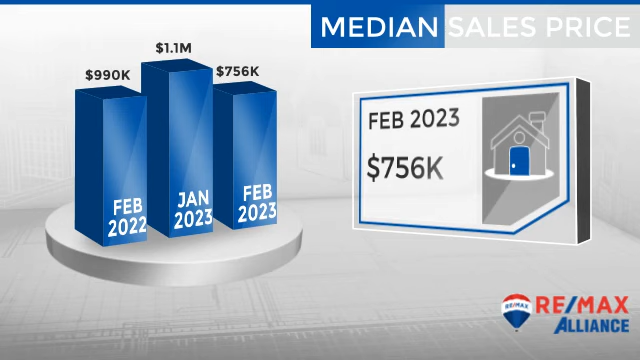 MEDIAN SALES PRICE
$990K
$1.1M
$756K
FEB
2022
JAN
2023
FEB
2023
FEB 2023
$756K
RE/MAX
RE/MAX
ALLIANCE